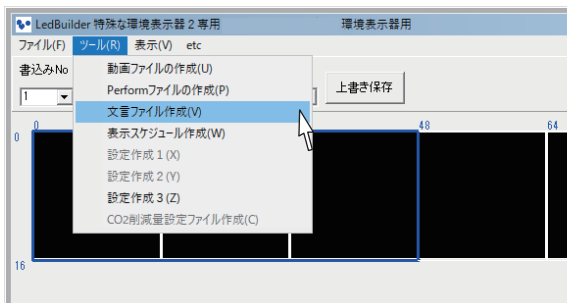 LedBuilder 特殊な環境表示器2専用 環境表示器用
ファイル(F) ツール(R) 表示(V) etc
書込みNo
1
上書き保存
動画ファイルの作成(U)
Performファイルの作成(P)
文言ファイル作成(V)
表示スケジュール作成(W)
設定作成1(X)
設定作成2(Y)
設定作成3(Z)
CO2削減量設定ファイル作成(C)
0 48 64
0
16